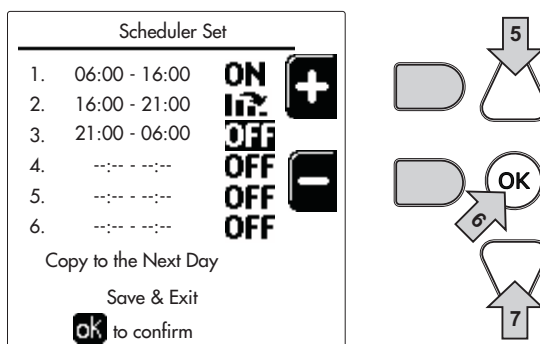 Scheduler Set
1. 06:00 - 16:00 ON
2. 16:00 - 21:00
3. 21:00 - 06:00 OFF
4. --:-- - --:-- OFF
5. --:-- - --:-- OFF
6. --:-- - --:-- OFF
Copy to the Next Day
Save & Exit
ok to confirm
+
-
5
OK
6
7